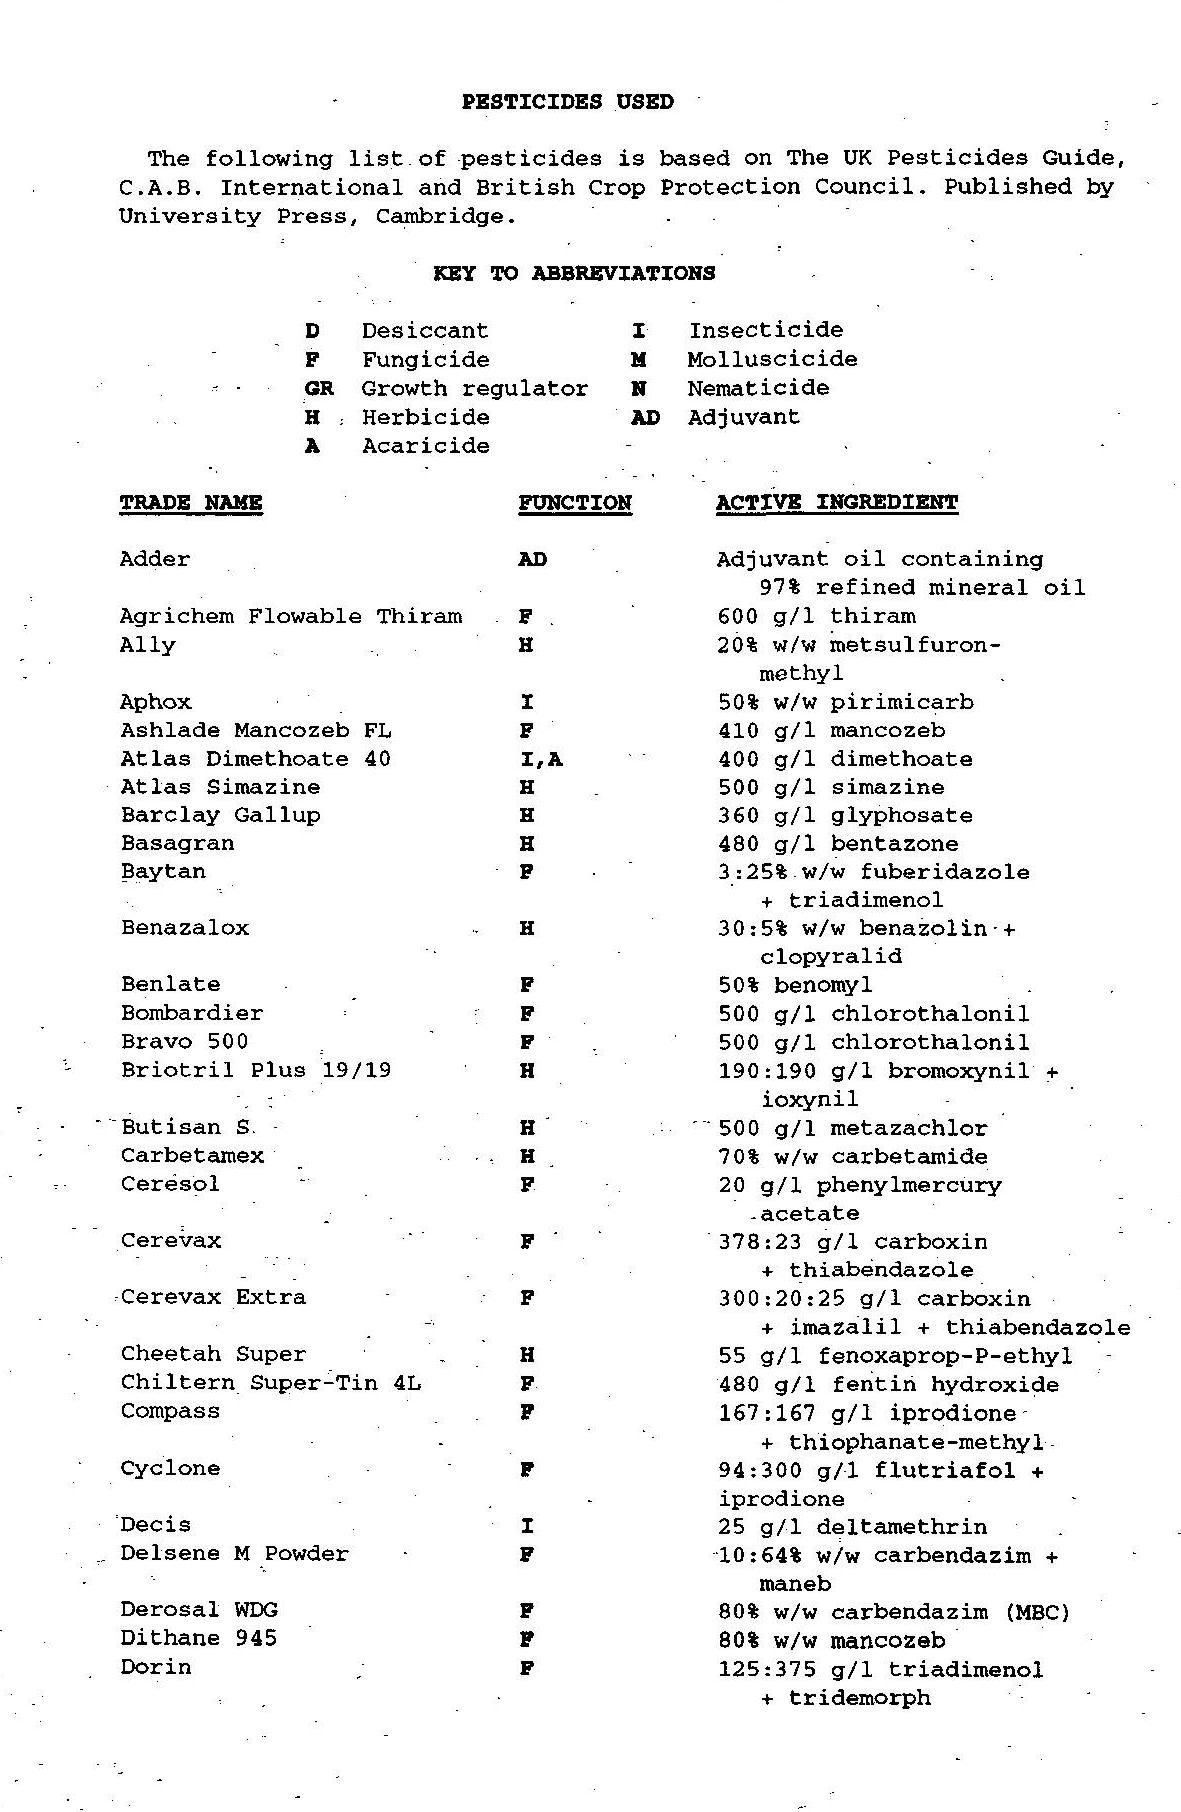 PESTICIDES USED
The following list of pesticides is based on The UK Pesticides Guide,
C.A.B. International and British Crop Protection Council. Published by
University Press, Cambridge.
KEY TO ABBREVIATIONS
D Desiccant I Insecticide
F Fungicide M Molluscicide
GR Growth regulator N Nematicide
H Herbicide AD Adjuvant
A Acaricide
TRADE NAME FUNCTION ACTIVE INGREDIENT
Adder AD Adjuvant oil containing
97% refined mineral oil
Agrichem Flowable Thiram F 600 g/l thiram
Ally H 20% w/w metsulfuron-
methyl
Aphox I 50% w/w pirimicarb
Ashlade Mancozeb FL F 410 g/l mancozeb
Atlas Dimethoate 40 I,A 400 g/l dimethoate
Atlas Simazine H 500 g/l simazine
Barclay Gallup H 360 g/l glyphosate
Basagran H 480 g/l bentazone
Baytan F 3:25% w/w fuberidazole
+ triadimenol
Benazalox H 30:5% w/w benazolin +
clopyralid
Benlate F 50% benomyl
Bombardier F 500 g/l chlorothalonil
Bravo 500 F 500 g/l chlorothalonil
Briotril Plus 19/19 H 190:190 g/l bromoxynil +
ioxynil
Butisan S H 500 g/l metazachlor
Carbetamex H 70% w/w carbetamide
Ceresol F 20 g/l phenylmercury
acetate
Cerevax F 378:23 g/l carboxin
+ thiabendazole
Cerevax Extra F 300:20:25 g/l carboxin
+ imazalil + thiabendazole
Cheetah Super H 55 g/l fenoxaprop-P-ethyl
Chiltern Super-Tin 4L F 480 g/l fentin hydroxide
Compass F 167:167 g/l iprodione
+ thiophanate-methyl
Cyclone F 94:300 g/l flutriafol +
iprodione
Decis I 25 g/l deltamethrin
Delsene M Powder F 10:64% w/w carbendazim +
maneb
Derosal WDG F 80% w/w carbendazim (MBC)
Dithane 945 F 80% w/w mancozeb
Dorin F 125:375 g/l triadimenol
+ tridemorph